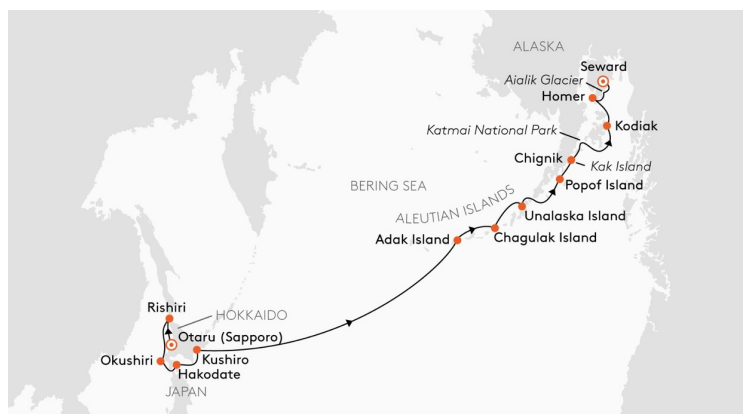 ALASKA
Seward
Aialik Glacier
Homer
Kodiak
Katmai National Park
Chignik
Kak Island
Popof Island
BERING SEA
ALEUTIAN ISLANDS
Unalaska Island
Adak Island
Chagulak Island
Rishiri
HOKKAIDO
Otaru (Sapporo)
Kushiro
Okushiri
Hakodate
JAPAN